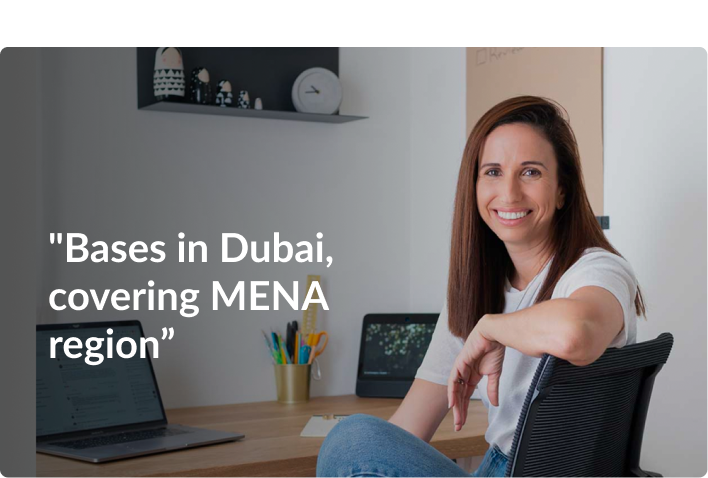 "Bases in Dubai,
covering MENA
region”